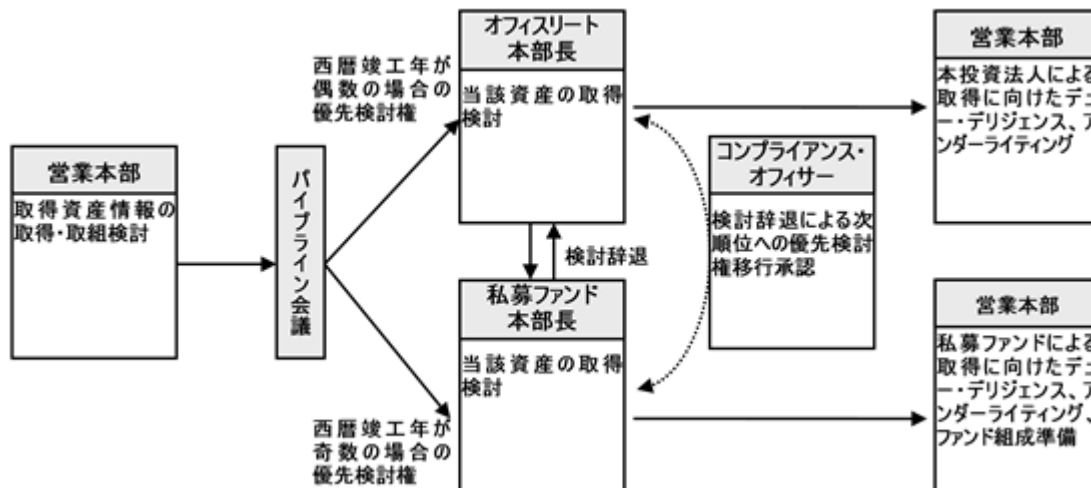 営業本部
取得資産情報の
取得・取組検討
パイプライン会議
西暦竣工年が
偶数の場合の
優先検討権
西暦竣工年が
奇数の場合の
優先検討権
オフィスリート
本部長
当該資産の取得
検討
検討辞退
私募ファンド
本部長
当該資産の取得
検討
コンプライアンス・
オフィサー
検討辞退による次
順位への優先検討
権移行承認
営業本部
本投資法人による
取得に向けたデュ
ー・デリジェンス、ア
ンダーライティング
営業本部
私募ファンドによる
取得に向けたデュ
ー・デリジェンス、ア
ンダーライティング、
ファンド組成準備